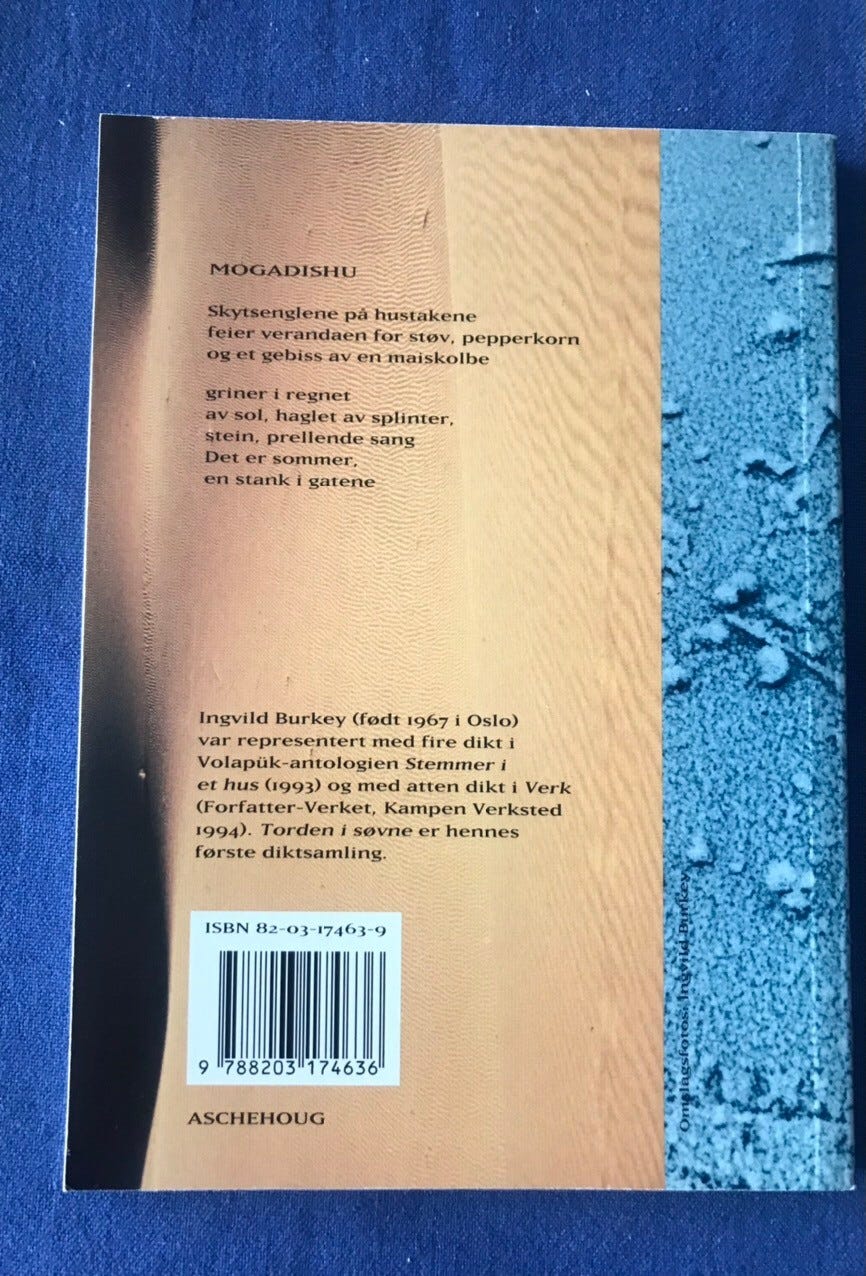 MOGADISHU
Skytsenglene på hustakene
feier verandaen for støv, pepperkorn
og et gebiss av en maiskolbe
griner i regnet
av sol, haglet av splinter,
stein, prellende sang
Det er sommer,
en stank i gatene
Ingvild Burkey (født 1967 i Oslo)
var representert med fire dikt i
Volapük-antologien Stemmer i
et hus (1993) og med atten dikt i Verk
(Forfatter-Verket, Kampen Verksted
1994). Torden i søvne er hennes
første diktsamling.
ISBN 82-03-17463-9
9 788203 174636
ASCHEHOUG
Omslagsfotos: Ingvild Burkey